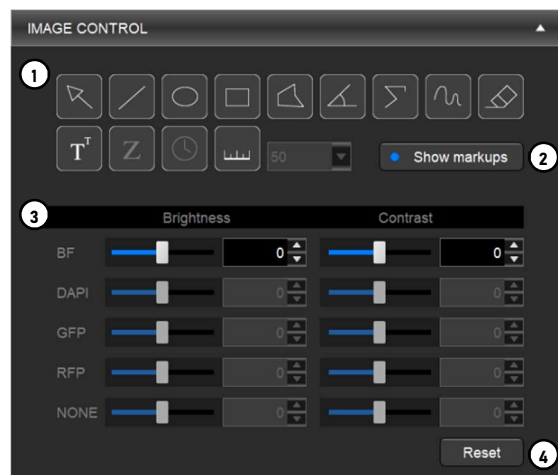 IMAGE CONTROL
1
T T Z 50 Show markups 2
3 Brightness Contrast
BF 0 0
DAPI 0 0
GFP 0 0
RFP 0 0
NONE 0 0
Reset 4